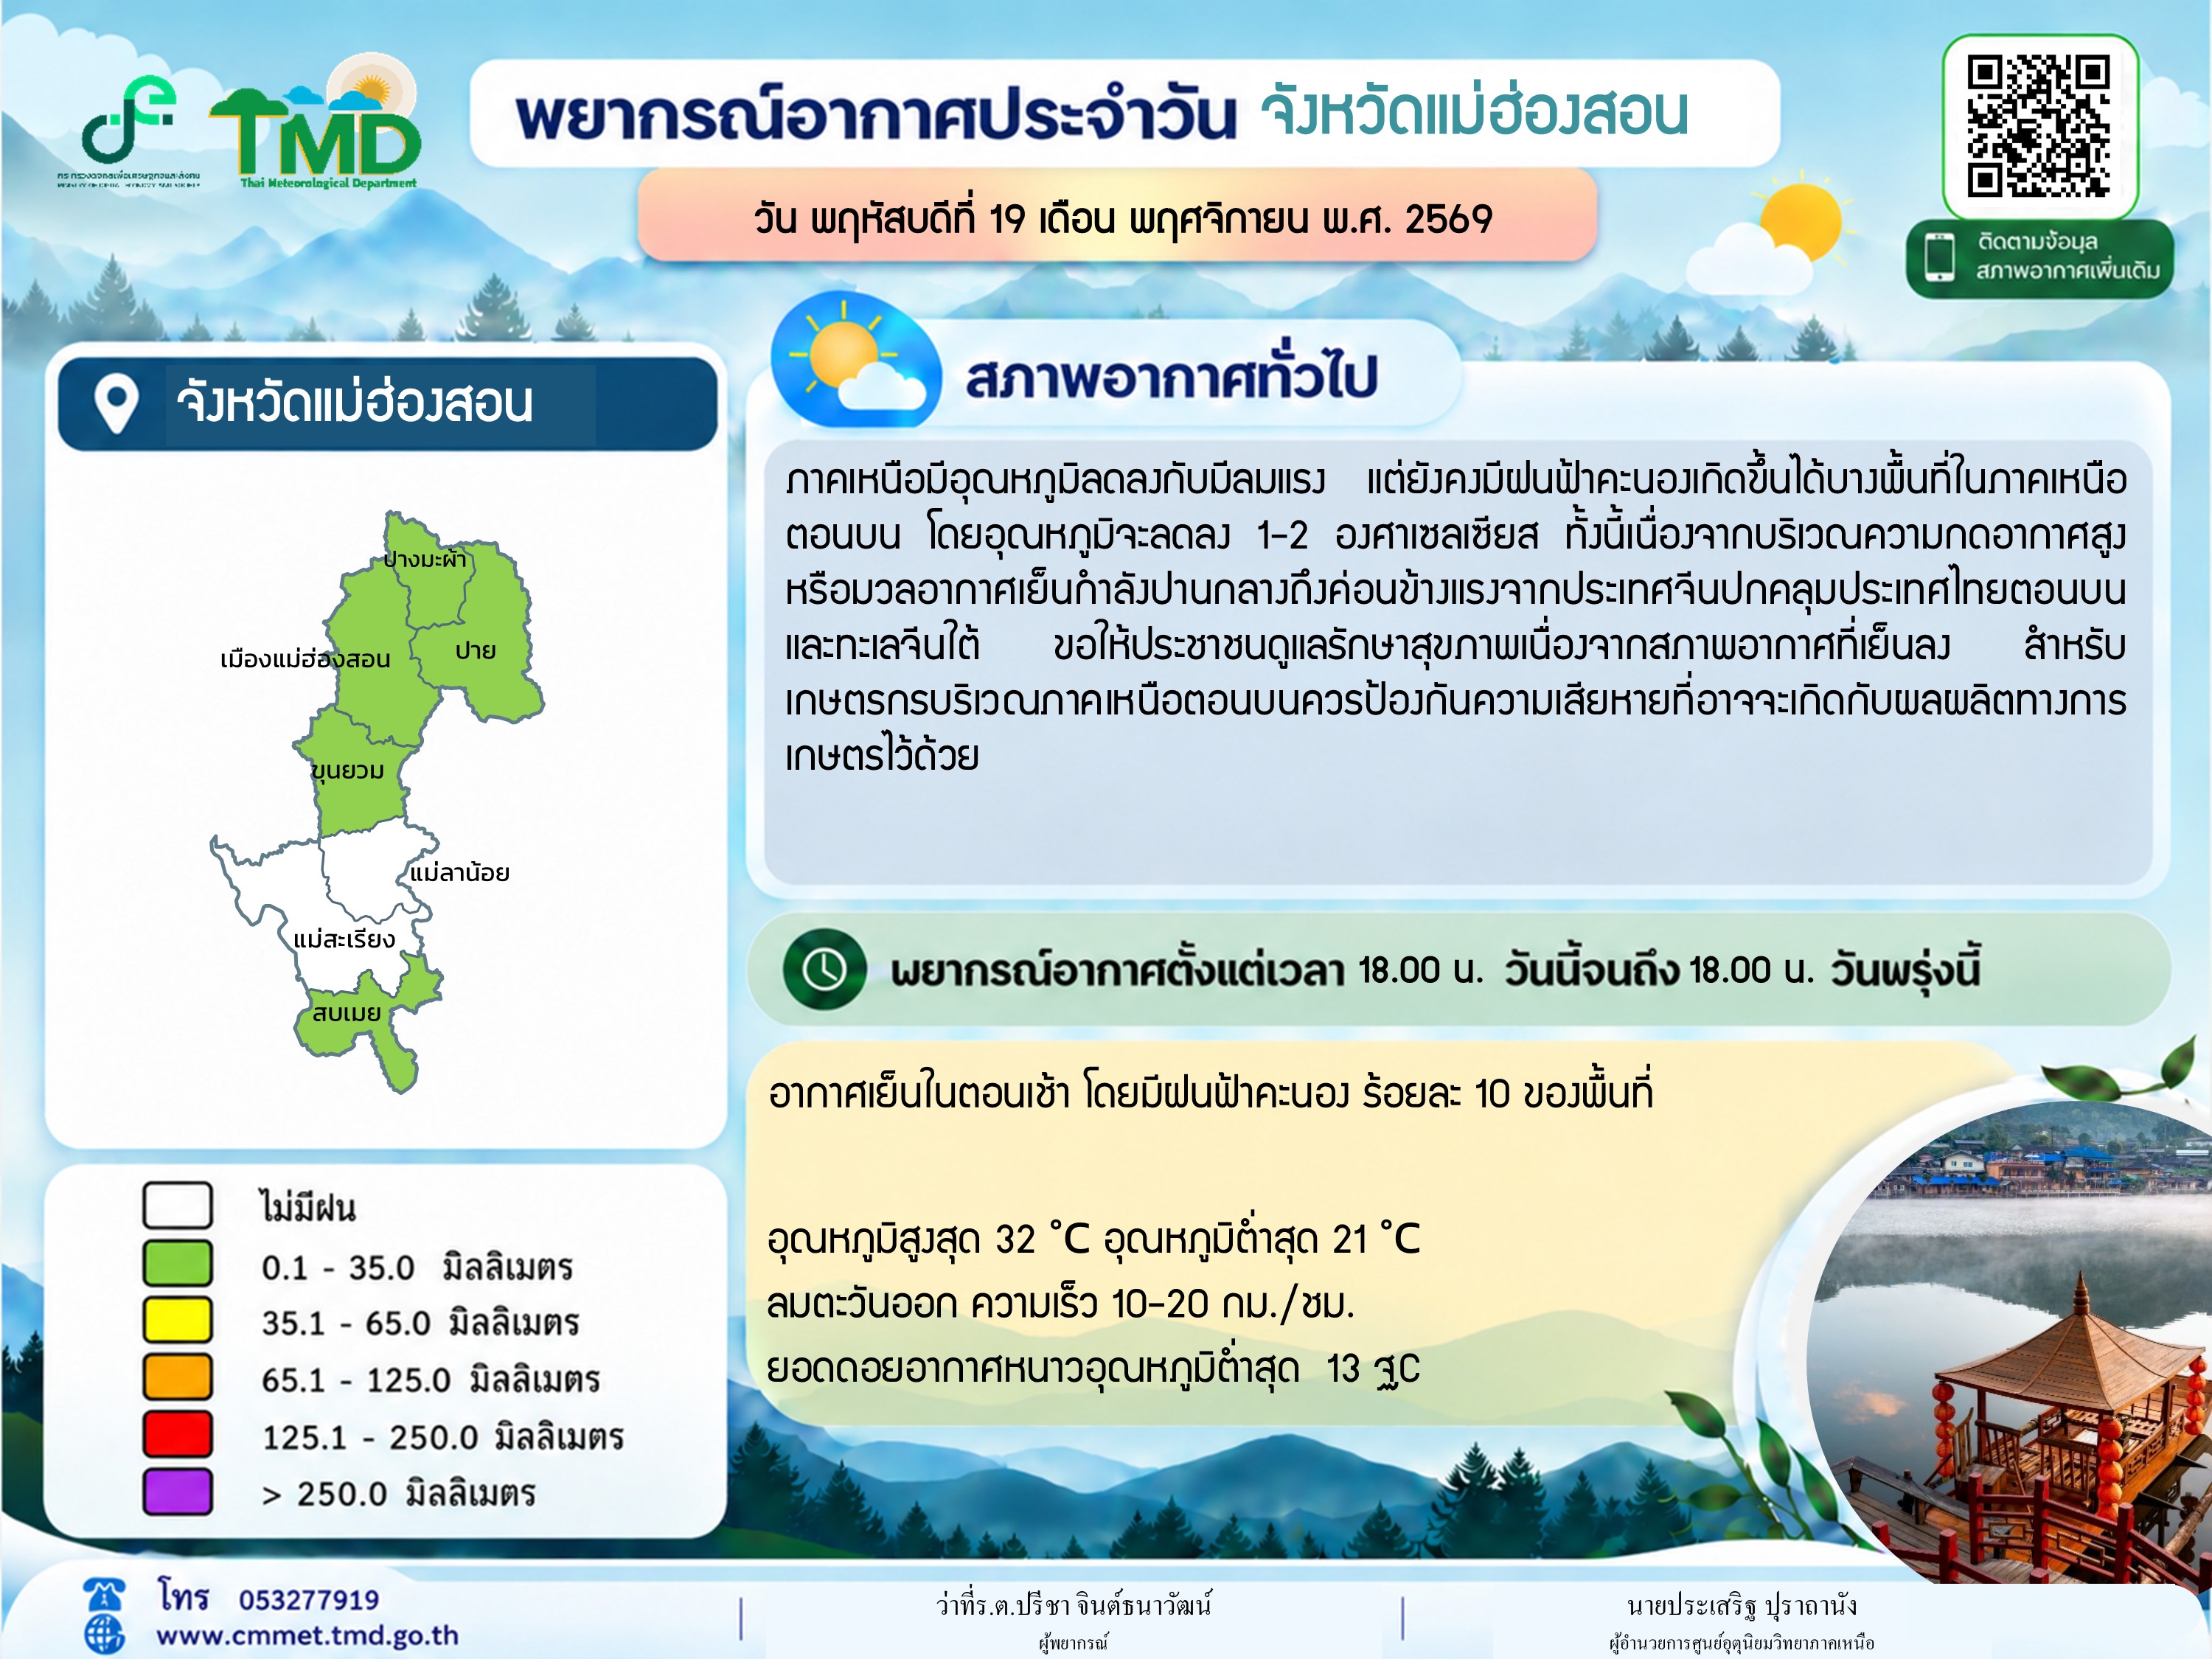 พยากรณ์อากาศประจำวัน จังหวัดแม่ฮ่องสอน
TMD
Thai Meteorological Department
วัน พฤหัสบดีที่ 19 เดือน พฤศจิกายน พ.ศ. 2569
ติดตามข้อมูล
สภาพอากาศเพิ่มเติม
จังหวัดแม่ฮ่องสอน
ปางมะผ้า
ปาย
เมืองแม่ฮ่องสอน
ขุนยวม
แม่ลาน้อย
แม่สะเรียง
สบเมย
ไม่มีฝน
0.1 - 35.0 มิลลิเมตร
35.1 - 65.0 มิลลิเมตร
65.1 - 125.0 มิลลิเมตร
125.1 - 250.0 มิลลิเมตร
> 250.0 มิลลิเมตร
สภาพอากาศทั่วไป
ภาคเหนือมีอุณหภูมิลดลงกับมีลมแรง แต่ยังคงมีฝนฟ้าคะนองเกิดขึ้นได้บางพื้นที่ในภาคเหนือ
ตอนบน โดยอุณหภูมิจะลดลง 1-2 องศาเซลเซียส ทั้งนี้เนื่องจากบริเวณความกดอากาศสูง
หรือมวลอากาศเย็นกำลังปานกลางถึงค่อนข้างแรงจากประเทศจีนปกคลุมประเทศไทยตอนบน
และทะเลจีนใต้ ขอให้ประชาชนดูแลรักษาสุขภาพเนื่องจากสภาพอากาศที่เย็นลง สำหรับ
เกษตรกรบริเวณภาคเหนือตอนบนควรป้องกันความเสียหายที่อาจจะเกิดกับผลผลิตทางการ
เกษตรไว้ด้วย
พยากรณ์อากาศตั้งแต่เวลา 18.00 น. วันนี้จนถึง 18.00 น. วันพรุ่งนี้
อากาศเย็นในตอนเช้า โดยมีฝนฟ้าคะนอง ร้อยละ 10 ของพื้นที่
อุณหภูมิสูงสุด 32 °C อุณหภูมิต่ำสุด 21 °C
ลมตะวันออก ความเร็ว 10-20 กม./ชม.
ยอดดอยอากาศหนาวอุณหภูมิต่ำสุด 13 ฐC
โทร 053277919
www.cmmet.tmd.go.th
ว่าที่ร.ต.ปรีชา จินต์ธนาวัฒน์
ผู้พยากรณ์
นายประเสริฐ ปุราถานัง
ผู้อำนวยการศูนย์อุตุนิยมวิทยาภาคเหนือ